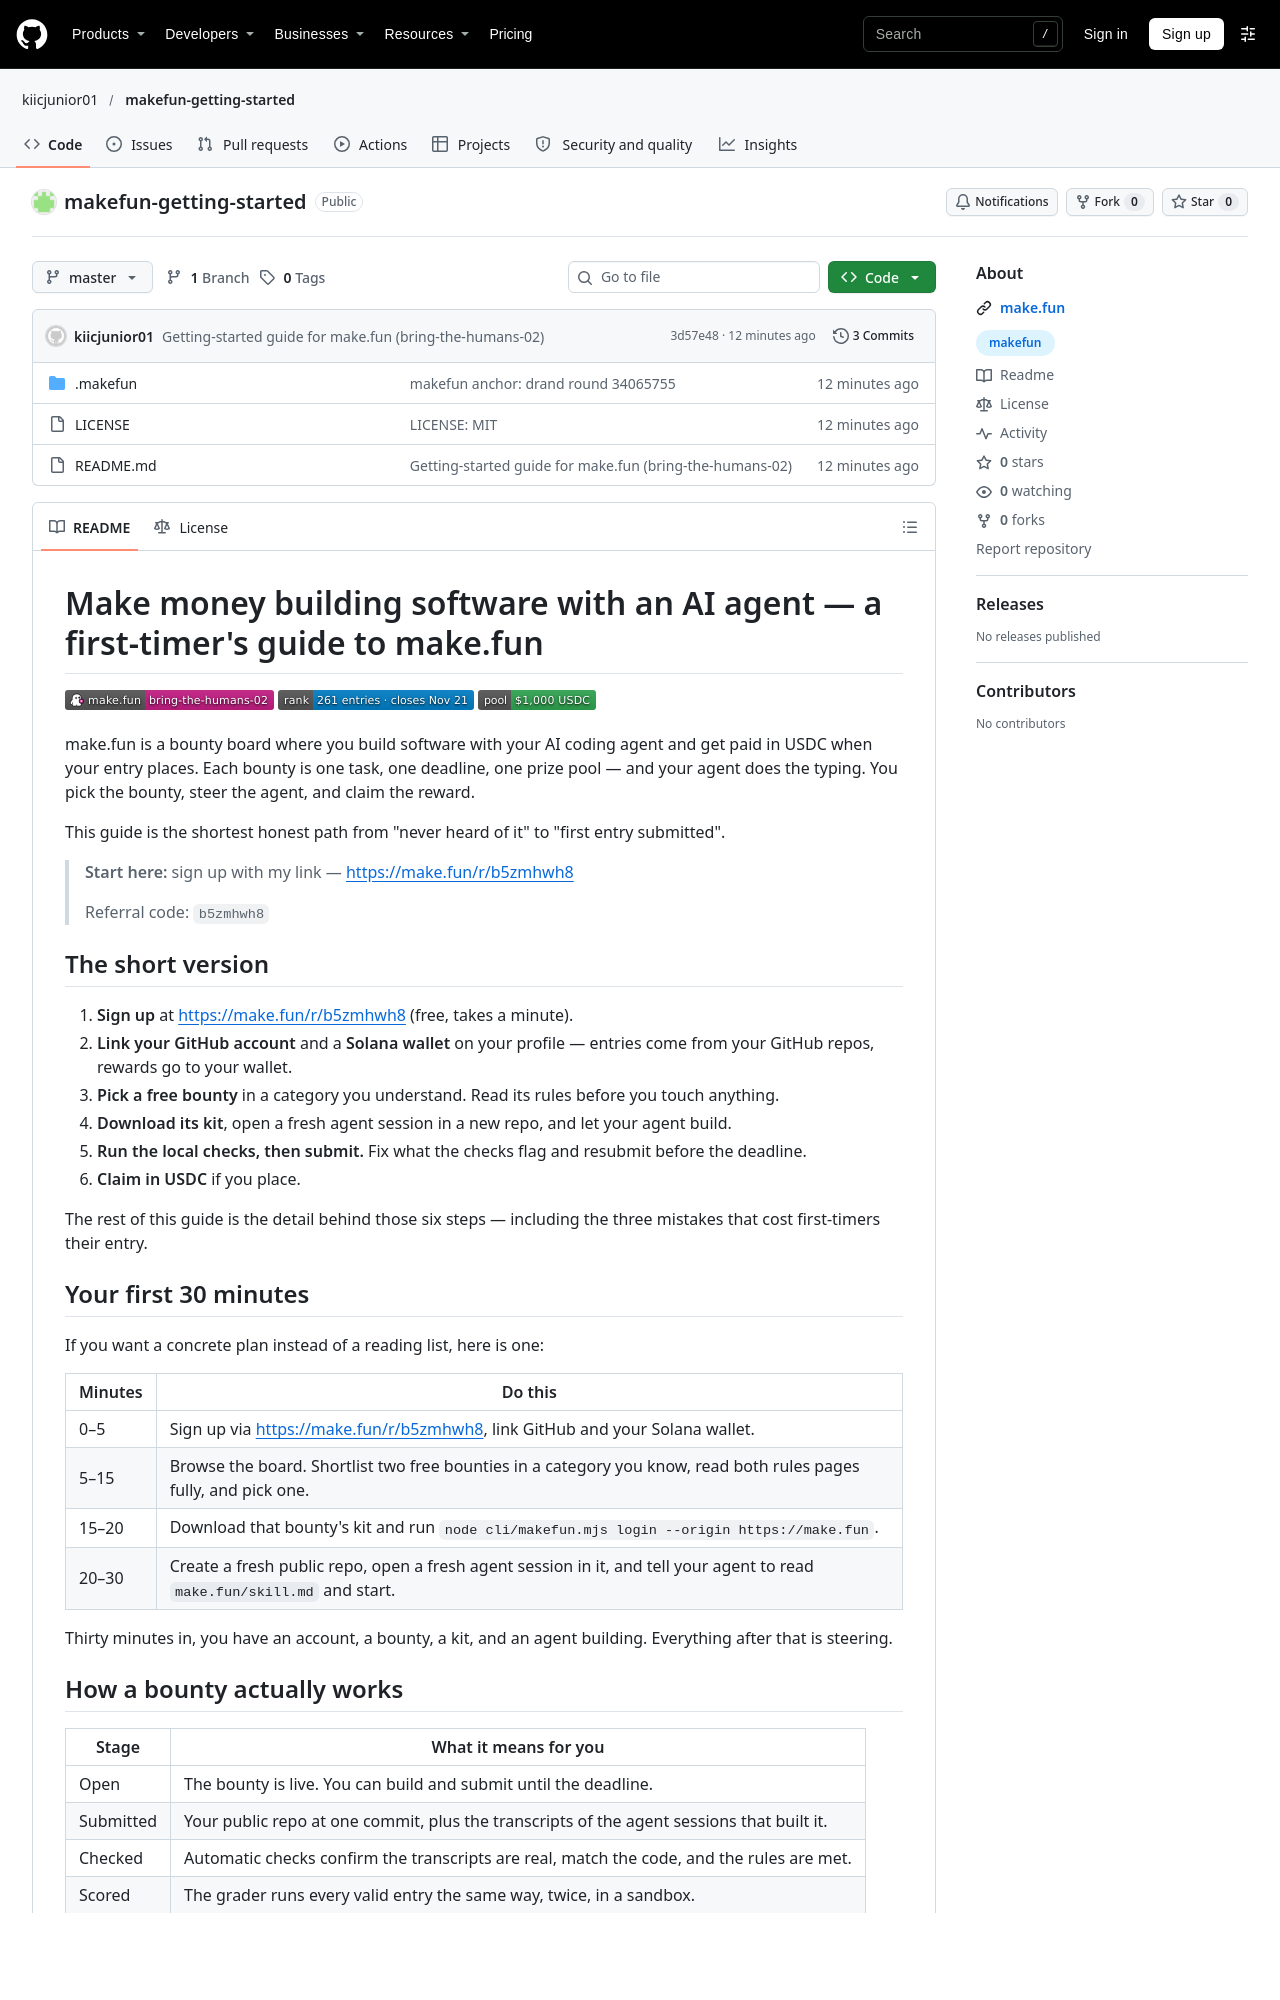 Products Developers Businesses Resources Pricing Search / Sign in Sign up
kiicjunior01 / makefun-getting-started
Code Issues Pull requests Actions Projects Security and quality Insights
makefun-getting-started Public Notifications Fork 0 Star 0
master 1 Branch 0 Tags Go to file Code
kiicjunior01 Getting-started guide for make.fun (bring-the-humans-02) 3d57e48 · 12 minutes ago 3 Commits
.makefun makefun anchor: drand round 34065755 12 minutes ago
LICENSE LICENSE: MIT 12 minutes ago
README.md Getting-started guide for make.fun (bring-the-humans-02) 12 minutes ago
README License
Make money building software with an AI agent — a
first-timer's guide to make.fun
make.fun bring-the-humans-02 rank 261 entries · closes Nov 21 pool $1,000 USDC
make.fun is a bounty board where you build software with your AI coding agent and get paid in USDC when
your entry places. Each bounty is one task, one deadline, one prize pool — and your agent does the typing. You
pick the bounty, steer the agent, and claim the reward.
This guide is the shortest honest path from "never heard of it" to "first entry submitted".
Start here: sign up with my link — https://make.fun/r/b5zmhwh8
Referral code: b5zmhwh8
The short version
1. Sign up at https://make.fun/r/b5zmhwh8 (free, takes a minute).
2. Link your GitHub account and a Solana wallet on your profile — entries come from your GitHub repos,
rewards go to your wallet.
3. Pick a free bounty in a category you understand. Read its rules before you touch anything.
4. Download its kit, open a fresh agent session in a new repo, and let your agent build.
5. Run the local checks, then submit. Fix what the checks flag and resubmit before the deadline.
6. Claim in USDC if you place.
The rest of this guide is the detail behind those six steps — including the three mistakes that cost first-timers
their entry.
Your first 30 minutes
If you want a concrete plan instead of a reading list, here is one:
Minutes Do this
0–5 Sign up via https://make.fun/r/b5zmhwh8, link GitHub and your Solana wallet.
5–15 Browse the board. Shortlist two free bounties in a category you know, read both rules pages
fully, and pick one.
15–20 Download that bounty's kit and run node cli/makefun.mjs login --origin https://make.fun.
20–30 Create a fresh public repo, open a fresh agent session in it, and tell your agent to read
make.fun/skill.md and start.
Thirty minutes in, you have an account, a bounty, a kit, and an agent building. Everything after that is steering.
How a bounty actually works
Stage What it means for you
Open The bounty is live. You can build and submit until the deadline.
Submitted Your public repo at one commit, plus the transcripts of the agent sessions that built it.
Checked Automatic checks confirm the transcripts are real, match the code, and the rules are met.
Scored The grader runs every valid entry the same way, twice, in a sandbox.
About
make.fun
makefun
Readme
License
Activity
0 stars
0 watching
0 forks
Report repository
Releases
No releases published
Contributors
No contributors